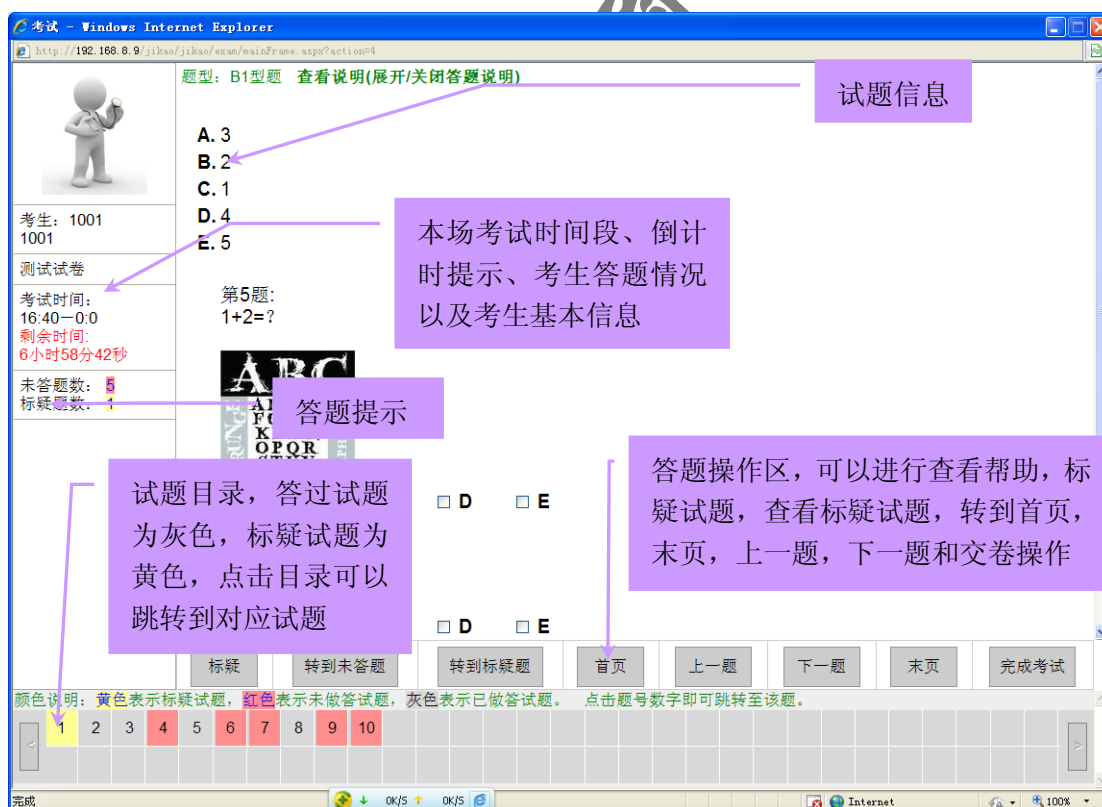 考试 - Windows Internet Explorer
http://192.168.8.9/jikao/jikao/exam/mainFrame.aspx?action=4
题型：B1型题 查看说明(展开/关闭答题说明)
试题信息
A. 3
B. 2
C. 1
D. 4
E. 5
考生：1001
1001
测试试卷
考试时间：
16:40－0:0
剩余时间:
6小时58分42秒
未答题数： 5
标疑题数： 1
本场考试时间段、倒计
时提示、考生答题情况
以及考生基本信息
第5题:
1+2=?
ABC
OPQR
答题提示
试题目录，答过试题
为灰色，标疑试题为
黄色，点击目录可以
跳转到对应试题
答题操作区，可以进行查看帮助，标
疑试题，查看标疑试题，转到首页，
末页，上一题，下一题和交卷操作
D E
D E
标疑 转到未答题 转到标疑题 首页 上一题 下一题 末页 完成考试
颜色说明：黄色表示标疑试题，红色表示未做答试题，灰色表示已做答试题。 点击题号数字即可跳转至该题。
< 1 2 3 4 5 6 7 8 9 10 >
完成 0K/S 0K/S Internet 100%